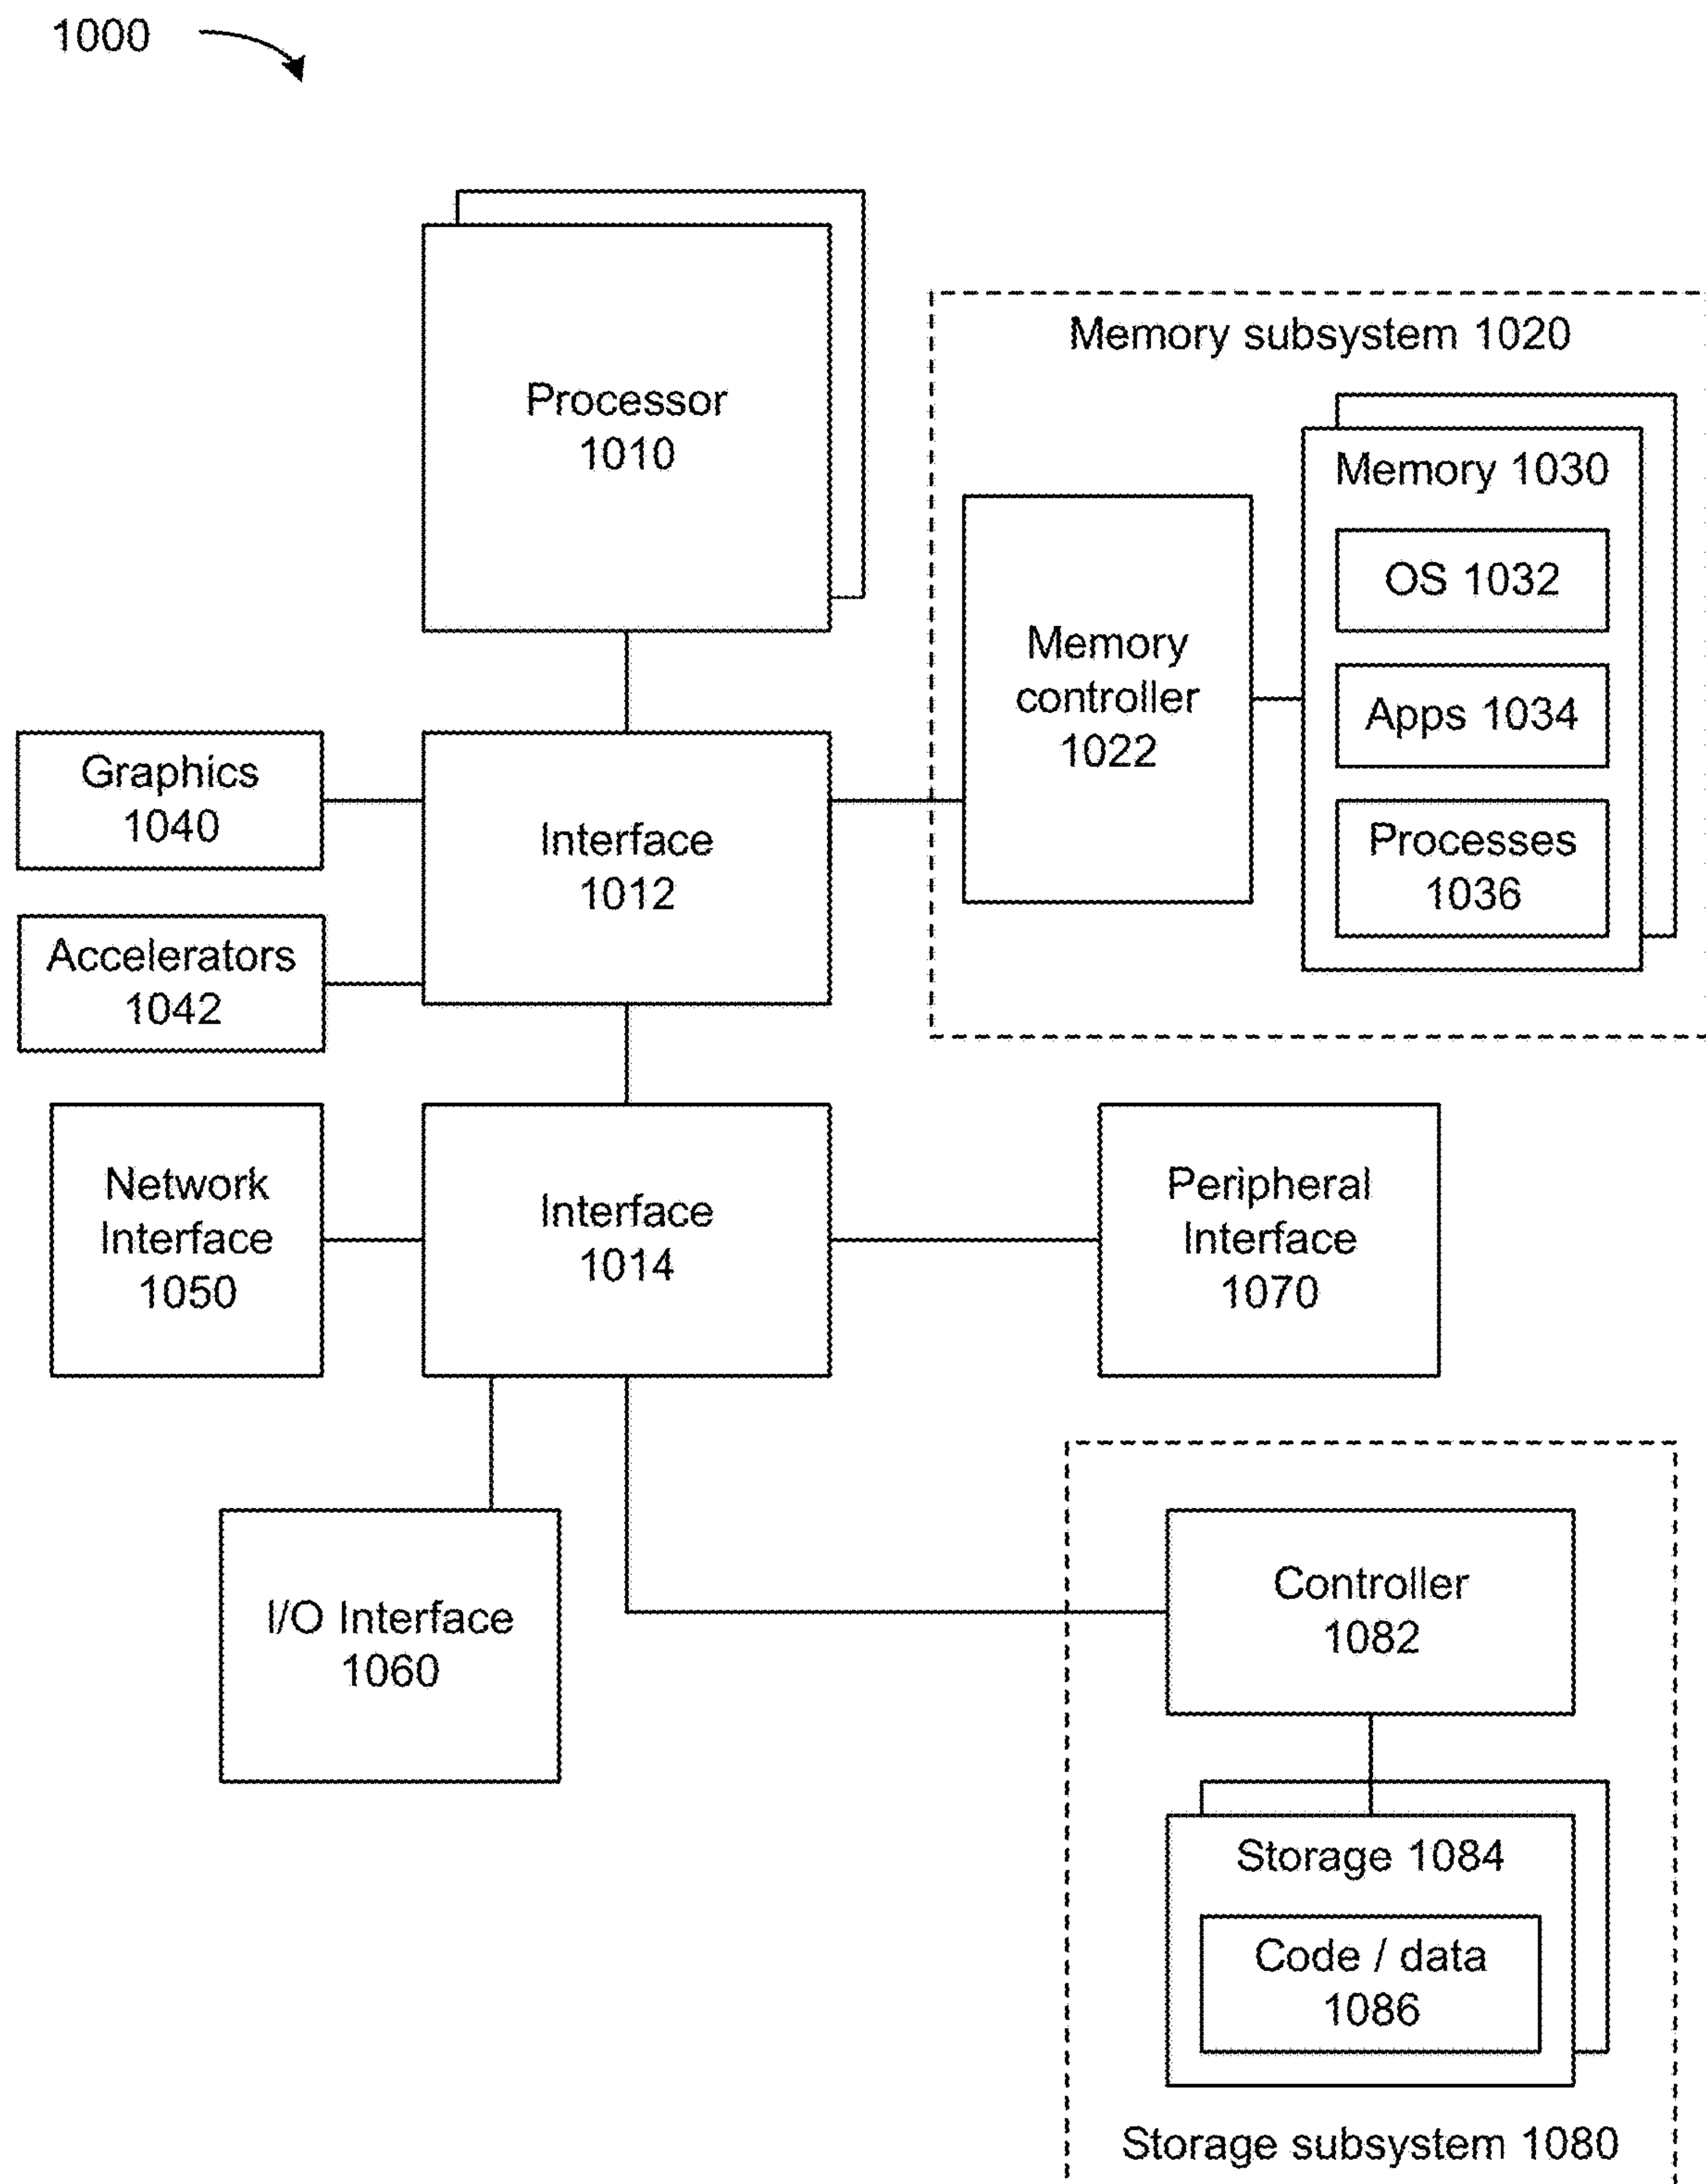 1000
Processor
1010
Memory subsystem 1020
Memory 1030
OS 1032
Apps 1034
Processes
1036
Memory
controller
1022
Graphics
1040
Interface
1012
Accelerators
1042
Network
Interface
1050
Interface
1014
Peripheral
Interface
1070
I/O Interface
1060
Controller
1082
Storage 1084
Code / data
1086
Storage subsystem 1080